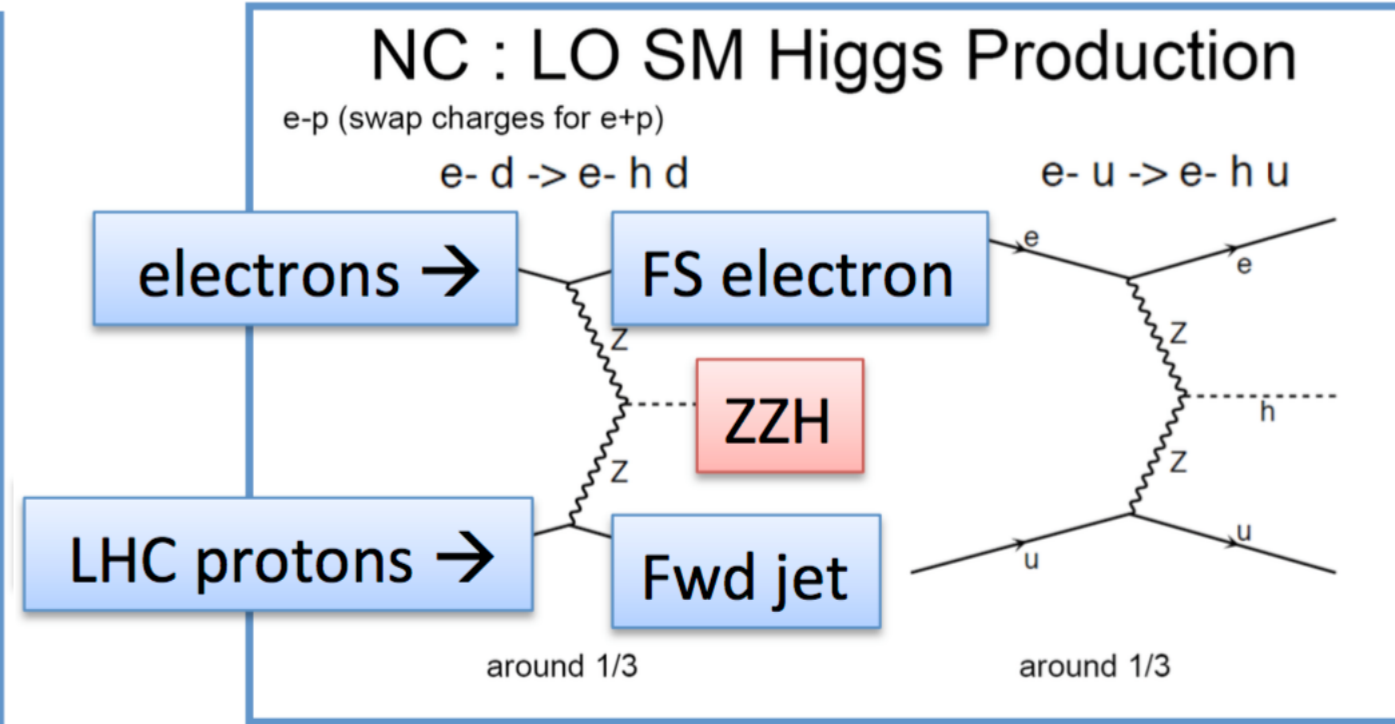 NC : LO SM Higgs Production
e-p (swap charges for e+p)
e- d -> e- h d
e- u -> e- h u
electrons →
FS electron
e
e
Z
Z
ZZH
h
Z
Z
LHC protons →
Fwd jet
u
u
around 1/3
around 1/3